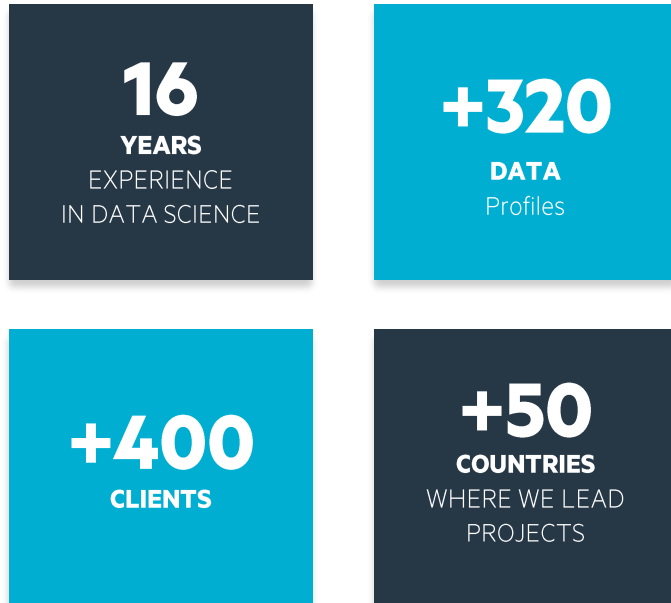 16
YEARS
EXPERIENCE
IN DATA SCIENCE
+320
DATA
Profiles
+400
CLIENTS
+50
COUNTRIES
WHERE WE LEAD
PROJECTS